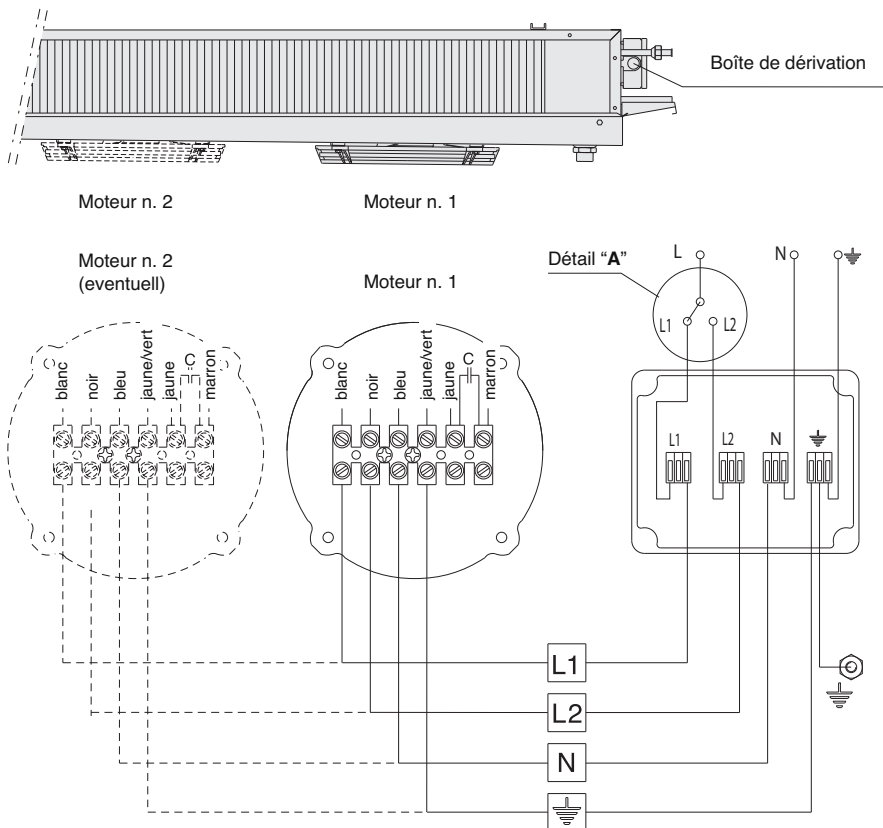 Boîte de dérivation
Moteur n. 2
Moteur n. 1
Moteur n. 2
(eventuell)
Moteur n. 1
Détail “A”
L
N
L1
L2
blanc
noir
bleu
jaune/vert
jaune
C
marron
blanc
noir
bleu
jaune/vert
jaune
C
marron
L1
L2
N
L1
L2
N